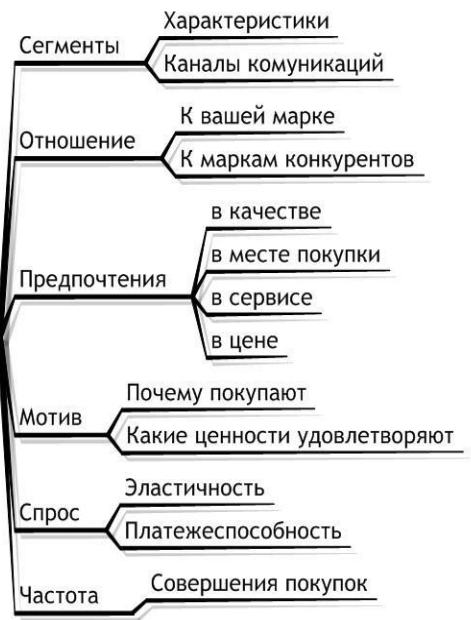 Сегменты
Характеристики
Каналы комуникаций
Отношение
К вашей марке
К маркам конкурентов
Предпочтения
в качестве
в месте покупки
в сервисе
в цене
Мотив
Почему покупают
Какие ценности удовлетворяют
Спрос
Эластичность
Платежеспособность
Частота
Совершения покупок